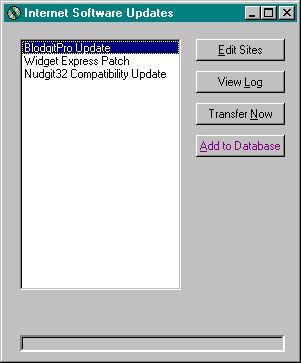 Internet Software Updates
BlodgitPro Update
Widget Express Patch
Nudgit32 Compatibility Update
Edit Sites
View Log
Transfer Now
Add to Database